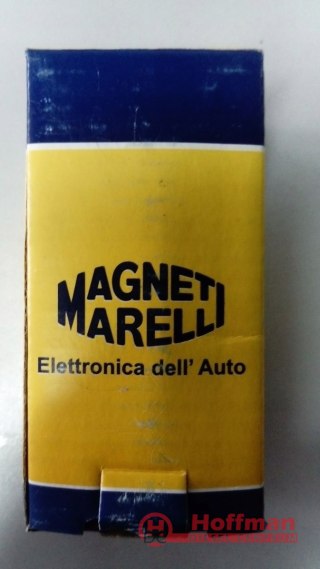 MAGNETI
MARELLI
Elettronica dell' Auto
Hoffman